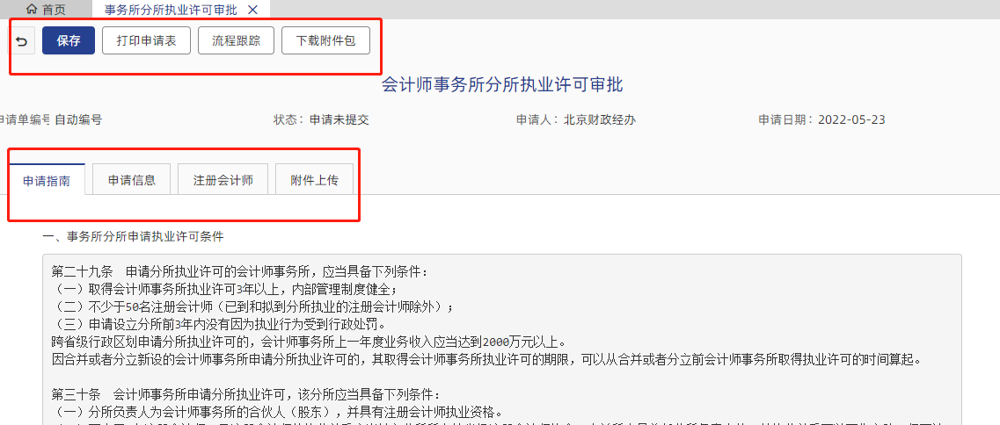 首页 事务所分所执业许可审批
保存 打印申请表 流程跟踪 下载附件包
会计师事务所分所执业许可审批
申请单编号 自动编号 状态：申请未提交 申请人：北京财政经办 申请日期：2022-05-23
申请指南 申请信息 注册会计师 附件上传
一、事务所分所申请执业许可条件
第二十九条 申请分所执业许可的会计师事务所，应当具备下列条件：
（一）取得会计师事务所执业许可3年以上，内部管理制度健全；
（二）不少于50名注册会计师（已到和拟到分所执业的注册会计师除外）；
（三）申请设立分所前3年内没有因为执业行为受到行政处罚。
跨省级行政区划申请分所执业许可的，会计师事务所上一年度业务收入应当达到2000万元以上。
因合并或者分立新设的会计师事务所申请分所执业许可的，其取得会计师事务所执业许可的期限，可以从合并或者分立前会计师事务所取得执业许可的时间算起。
第三十条 会计师事务所申请分所执业许可，该分所应当具备下列条件：
（一）分所负责人为会计师事务所的合伙人（股东），并具有注册会计师执业资格。